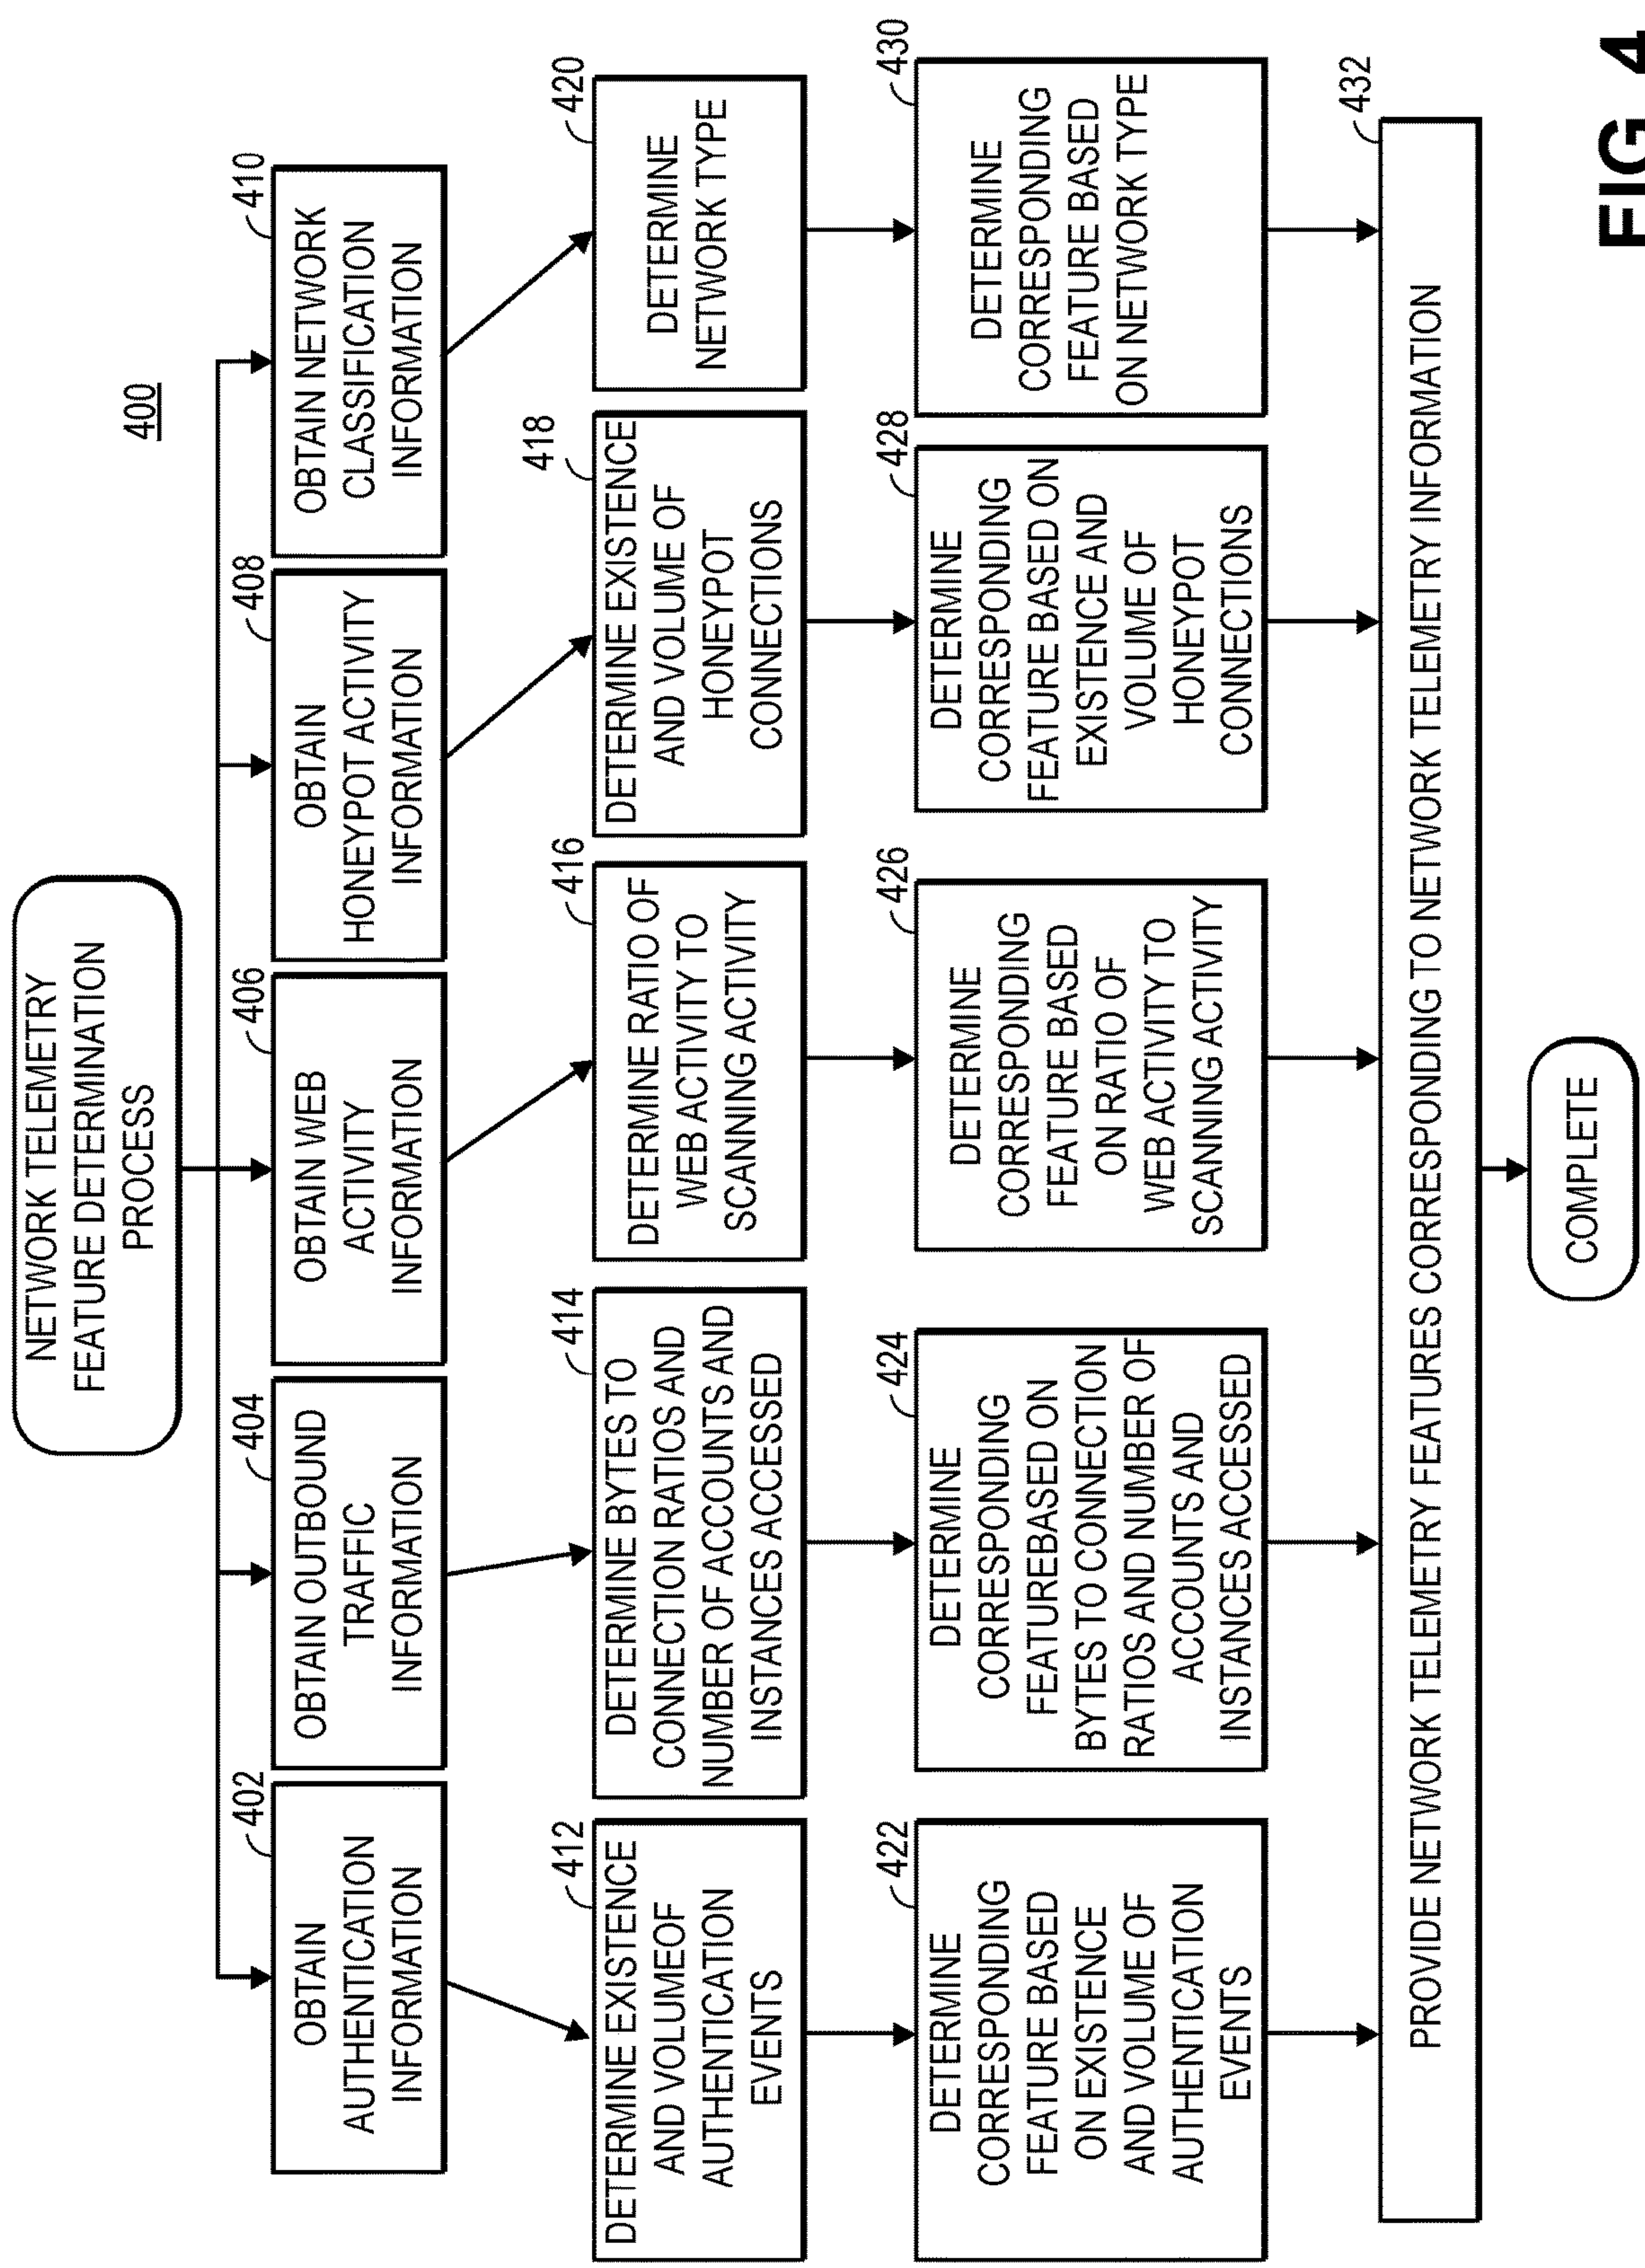 NETWORK TELEMETRY
FEATURE DETERMINATION
PROCESS
400
402
OBTAIN
AUTHENTICATION
INFORMATION
404
OBTAIN OUTBOUND
TRAFFIC
INFORMATION
406
OBTAIN WEB
ACTIVITY
INFORMATION
408
OBTAIN
HONEYPOT ACTIVITY
INFORMATION
410
OBTAIN NETWORK
CLASSIFICATION
INFORMATION
412
DETERMINE EXISTENCE
AND VOLUMEOF
AUTHENTICATION
EVENTS
414
DETERMINE BYTES TO
CONNECTION RATIOS AND
NUMBER OF ACCOUNTS AND
INSTANCES ACCESSED
416
DETERMINE RATIO OF
WEB ACTIVITY TO
SCANNING ACTIVITY
418
DETERMINE EXISTENCE
AND VOLUME OF
HONEYPOT
CONNECTIONS
420
DETERMINE
NETWORK TYPE
422
DETERMINE
CORRESPONDING
FEATURE BASED
ON EXISTENCE
AND VOLUME OF
AUTHENTICATION
EVENTS
424
DETERMINE
CORRESPONDING
FEATUREBASED ON
BYTES TO CONNECTION
RATIOS AND NUMBER OF
ACCOUNTS AND
INSTANCES ACCESSED
426
DETERMINE
CORRESPONDING
FEATURE BASED
ON RATIO OF
WEB ACTIVITY TO
SCANNING ACTIVITY
428
DETERMINE
CORRESPONDING
FEATURE BASED ON
EXISTENCE AND
VOLUME OF
HONEYPOT
CONNECTIONS
430
DETERMINE
CORRESPONDING
FEATURE BASED
ON NETWORK TYPE
432
PROVIDE NETWORK TELEMETRY FEATURES CORRESPONDING TO NETWORK TELEMETRY INFORMATION
COMPLETE
FIG. 4